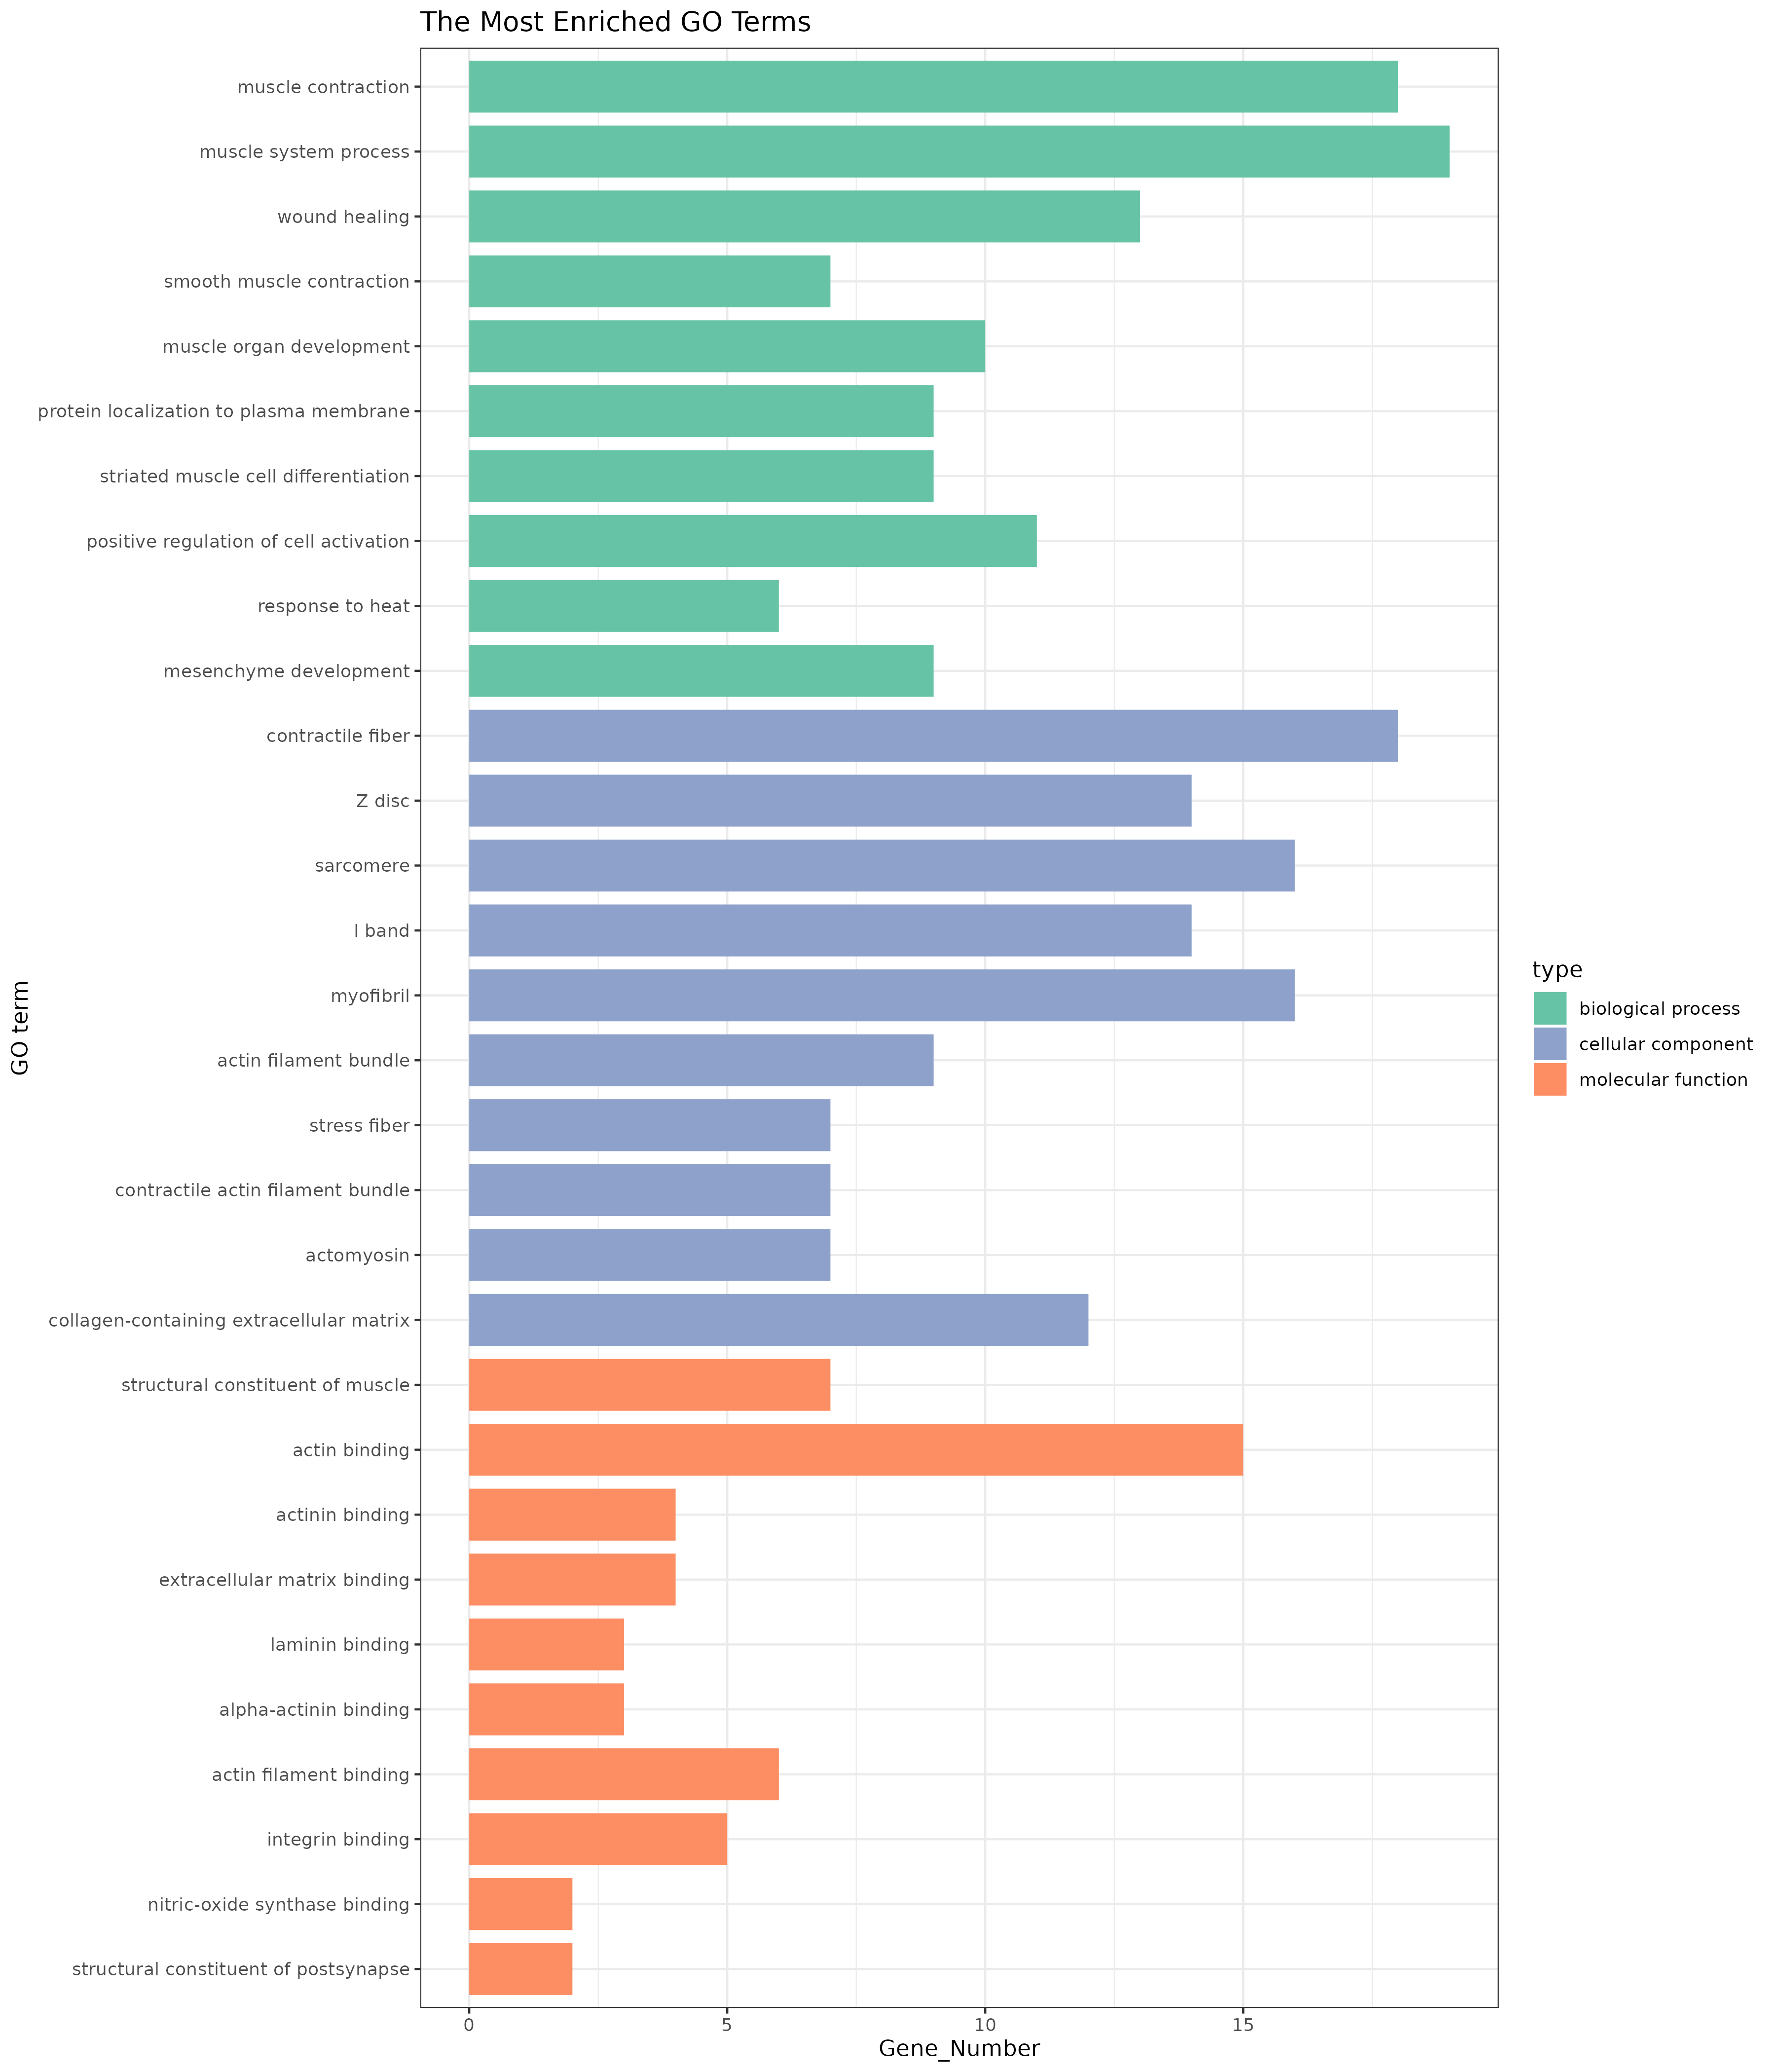 The Most Enriched GO Terms
muscle contraction
muscle system process
wound healing
smooth muscle contraction
muscle organ development
protein localization to plasma membrane
striated muscle cell differentiation
positive regulation of cell activation
response to heat
mesenchyme development
contractile fiber
Z disc
sarcomere
I band
myofibril
actin filament bundle
stress fiber
contractile actin filament bundle
actomyosin
collagen-containing extracellular matrix
structural constituent of muscle
actin binding
actinin binding
extracellular matrix binding
laminin binding
alpha-actinin binding
actin filament binding
integrin binding
nitric-oxide synthase binding
structural constituent of postsynapse
GO term
0 5 10 15
Gene_Number
type
biological process
cellular component
molecular function